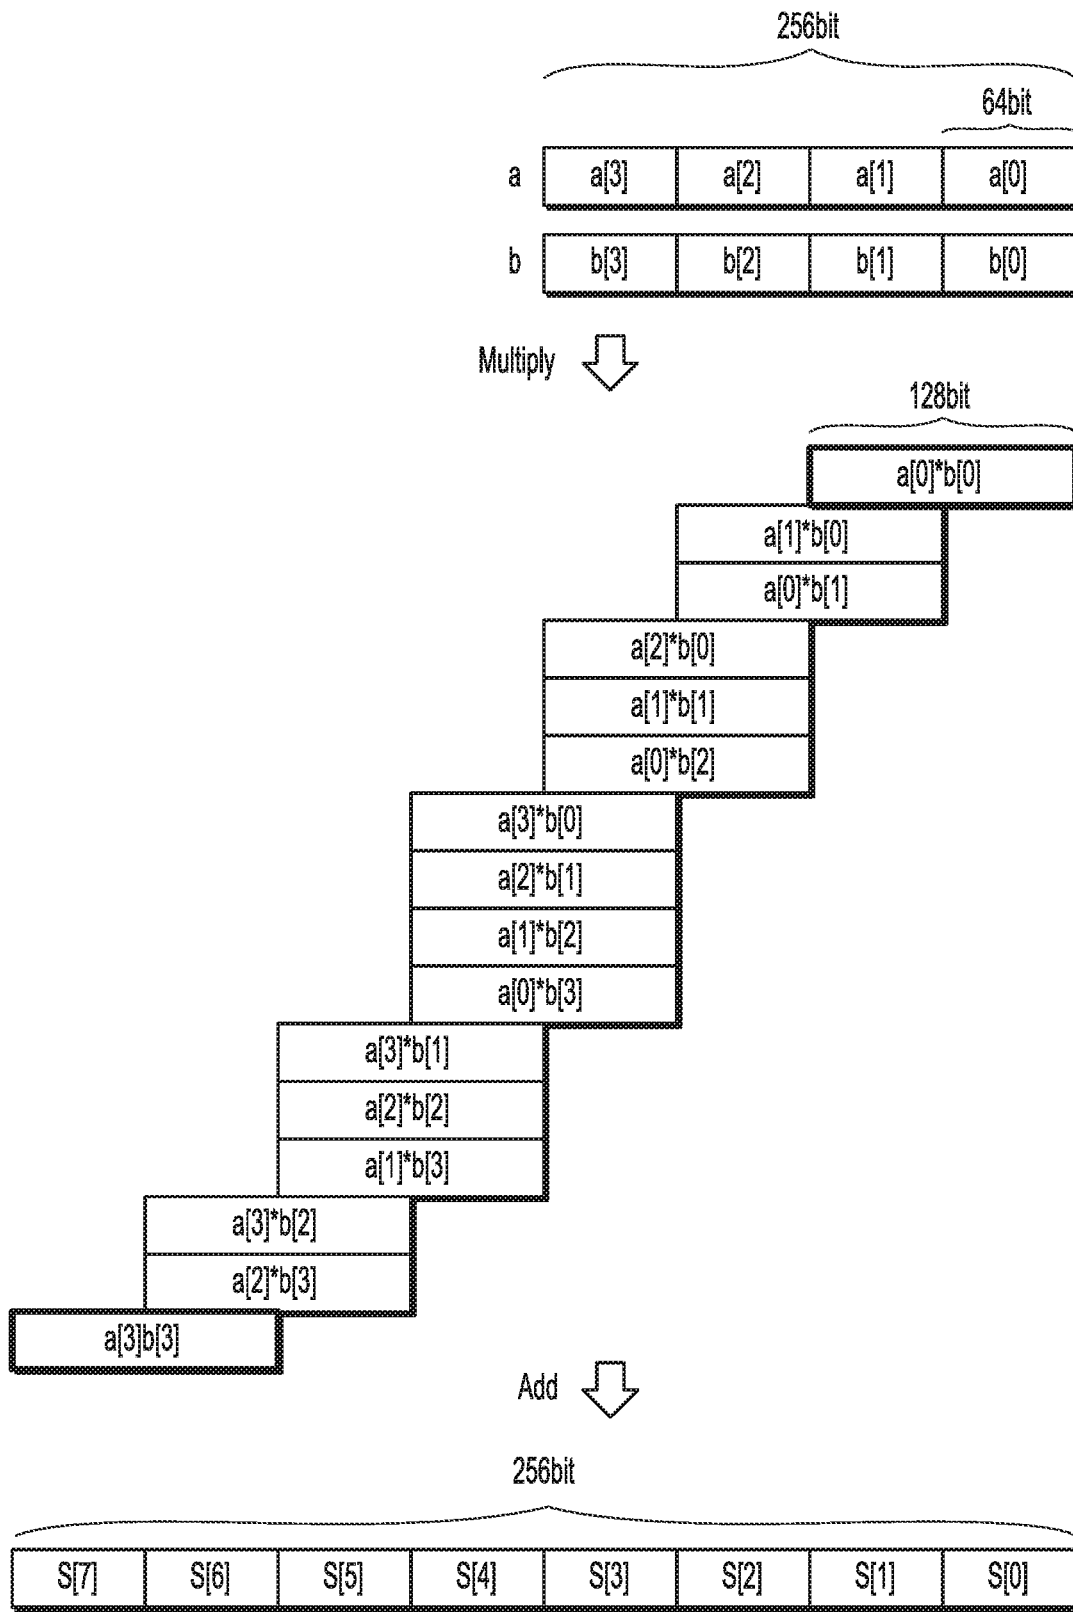 256bit
64bit
a a[3] a[2] a[1] a[0]
b b[3] b[2] b[1] b[0]
Multiply
128bit
a[0]*b[0]
a[1]*b[0]
a[0]*b[1]
a[2]*b[0]
a[1]*b[1]
a[0]*b[2]
a[3]*b[0]
a[2]*b[1]
a[1]*b[2]
a[0]*b[3]
a[3]*b[1]
a[2]*b[2]
a[1]*b[3]
a[3]*b[2]
a[2]*b[3]
a[3]b[3]
Add
256bit
S[7] S[6] S[5] S[4] S[3] S[2] S[1] S[0]